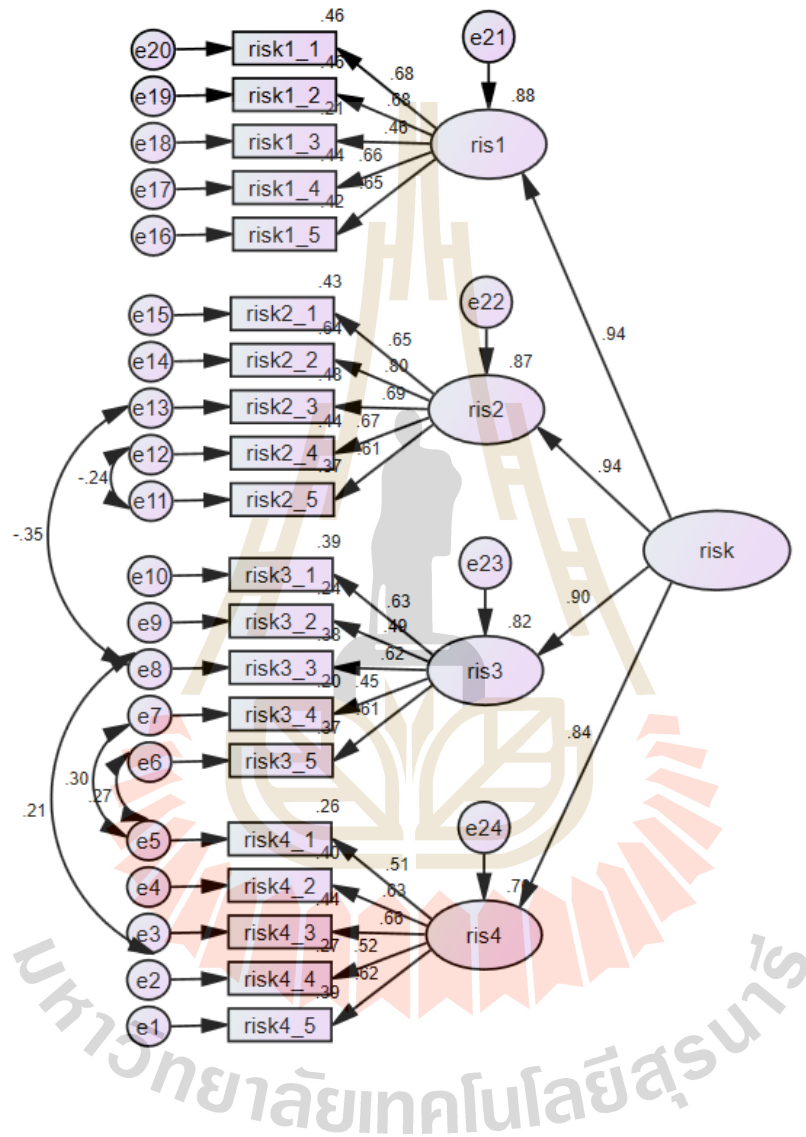 .46
e20 risk1_1 e21
.46 .68 .88
e19 risk1_2 .68
.21 .46 ris1
e18 risk1_3
.44 .66
e17 risk1_4 .65
.42
e16 risk1_5
.43 e22
e15 risk2_1 .94
.64 .65 .87
e14 risk2_2 .80
.48 .69 ris2
e13 risk2_3
.44 .67
e12 risk2_4 .61 .94
-.24 .37
e11 risk2_5
-.35
.39 e23 risk
e10 risk3_1
.24 .63 .90
e9 risk3_2 .49 .82
.38 .62
e8 risk3_3 ris3
.20 .45
e7 risk3_4 .61
.37 .84
e6 risk3_5
.30
.27
.21 .26 e24
e5 risk4_1
.40 .51
e4 risk4_2 .63
.44 .66
e3 risk4_3 ris4
.27 .52
e2 risk4_4 .62
.39
e1 risk4_5
มหาวิทยาลัยเทคโนโลยีสุรนารี